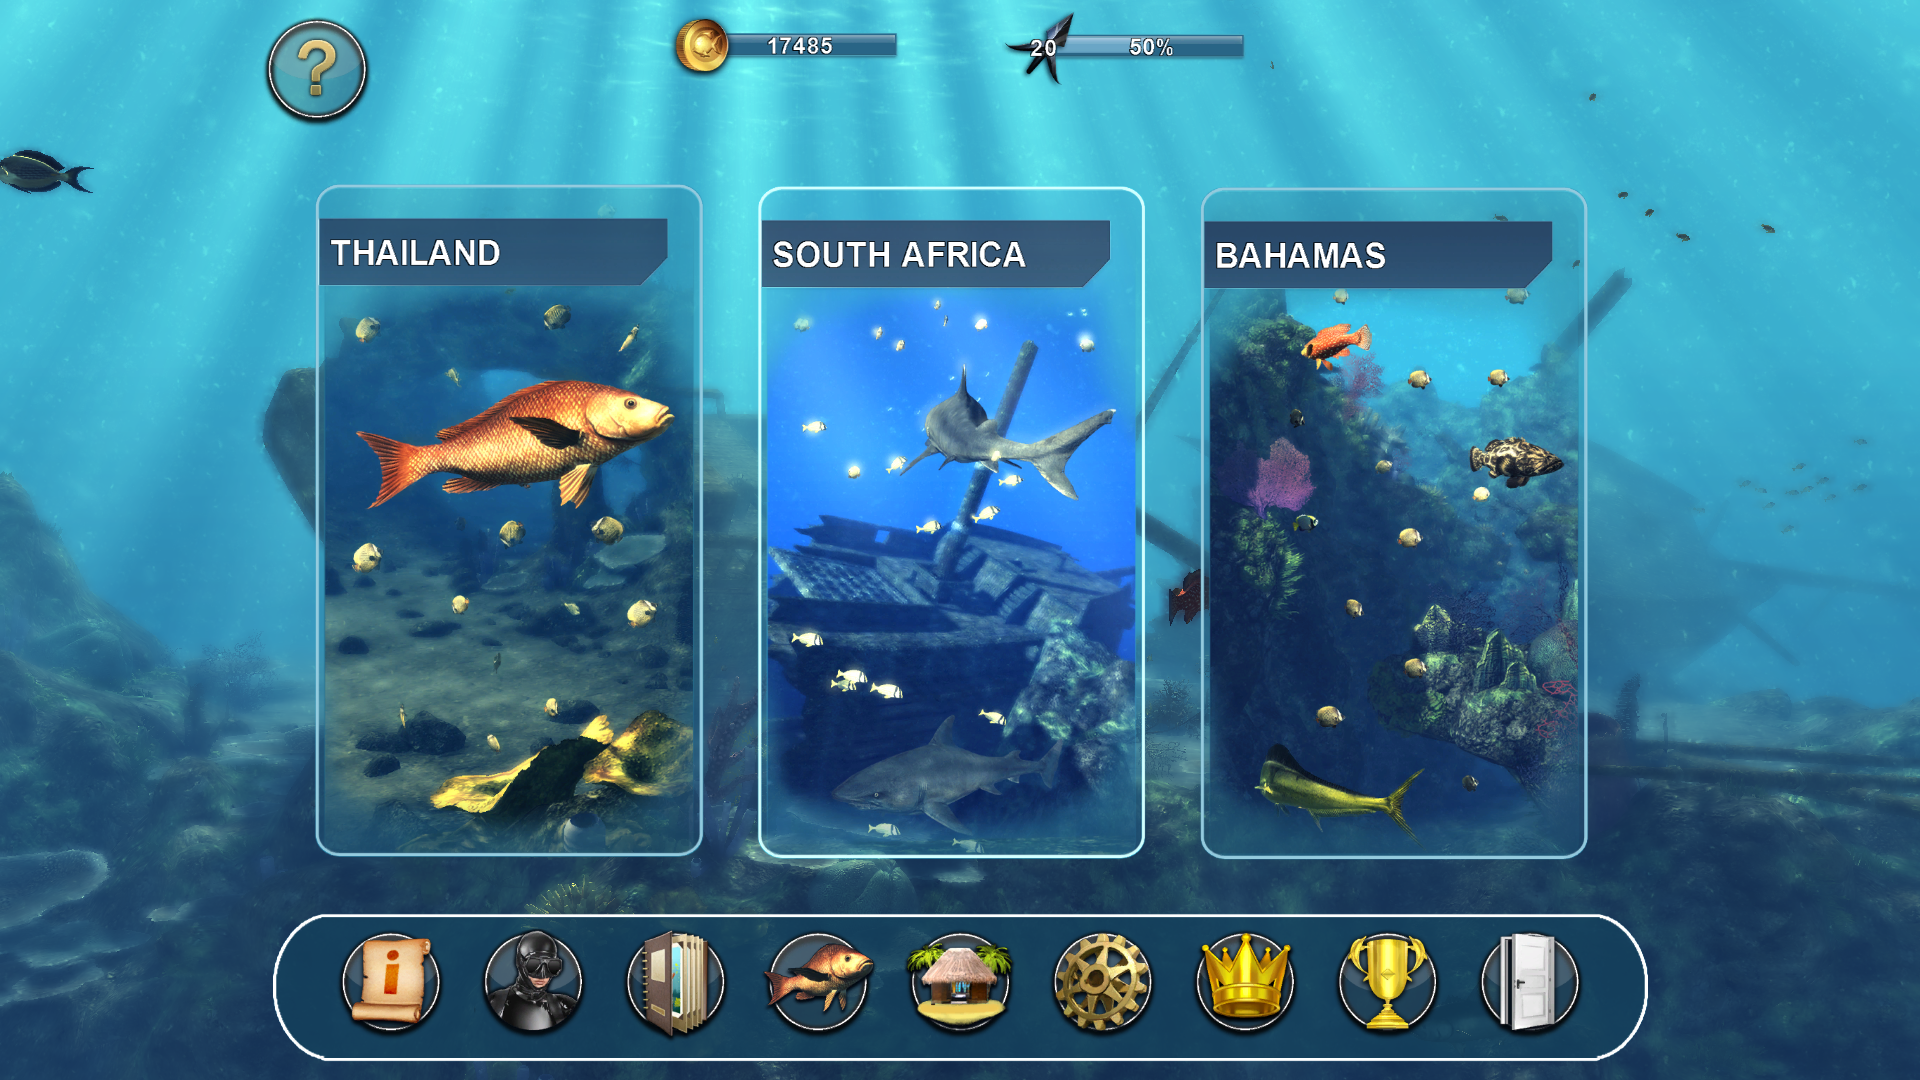 ?
17485
20
50%
THAILAND
SOUTH AFRICA
BAHAMAS
i